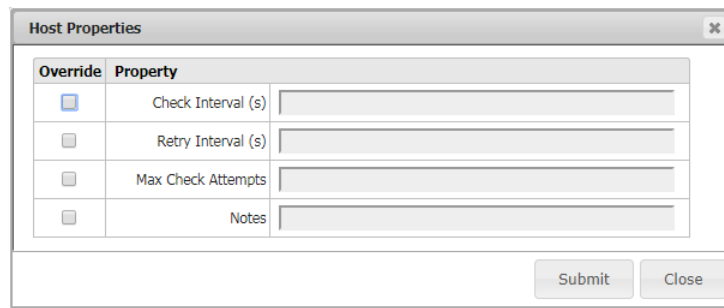 Host Properties
Override Property
Check Interval (s)
Retry Interval (s)
Max Check Attempts
Notes
Submit Close